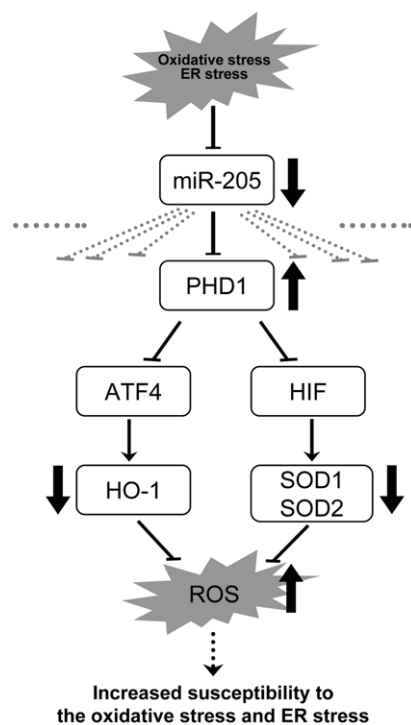 Oxidative stress
ER stress
miR-205
PHD1
ATF4
HIF
HO-1
SOD1
SOD2
ROS
Increased susceptibility to
the oxidative stress and ER stress